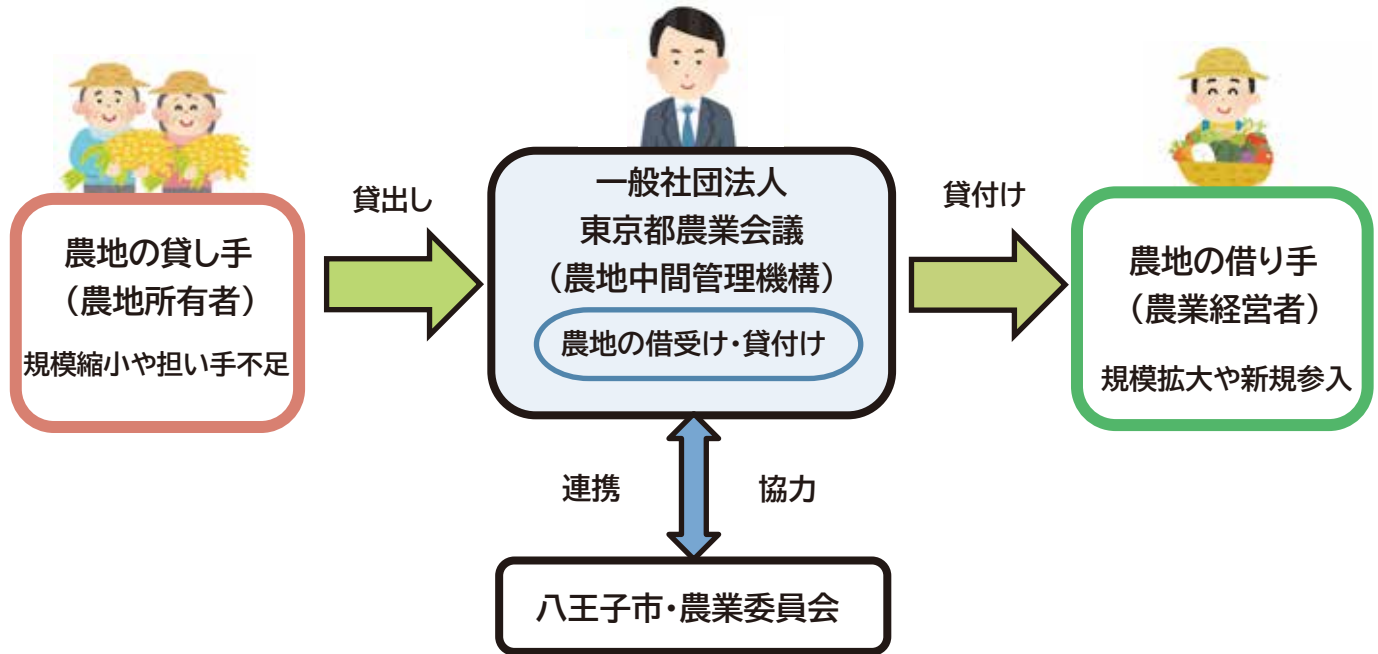 農地の貸し手
（農地所有者）
規模縮小や担い手不足
貸出し
一般社団法人
東京都農業会議
（農地中間管理機構）
農地の借受け・貸付け
貸付け
農地の借り手
（農業経営者）
規模拡大や新規参入
連携
協力
八王子市・農業委員会